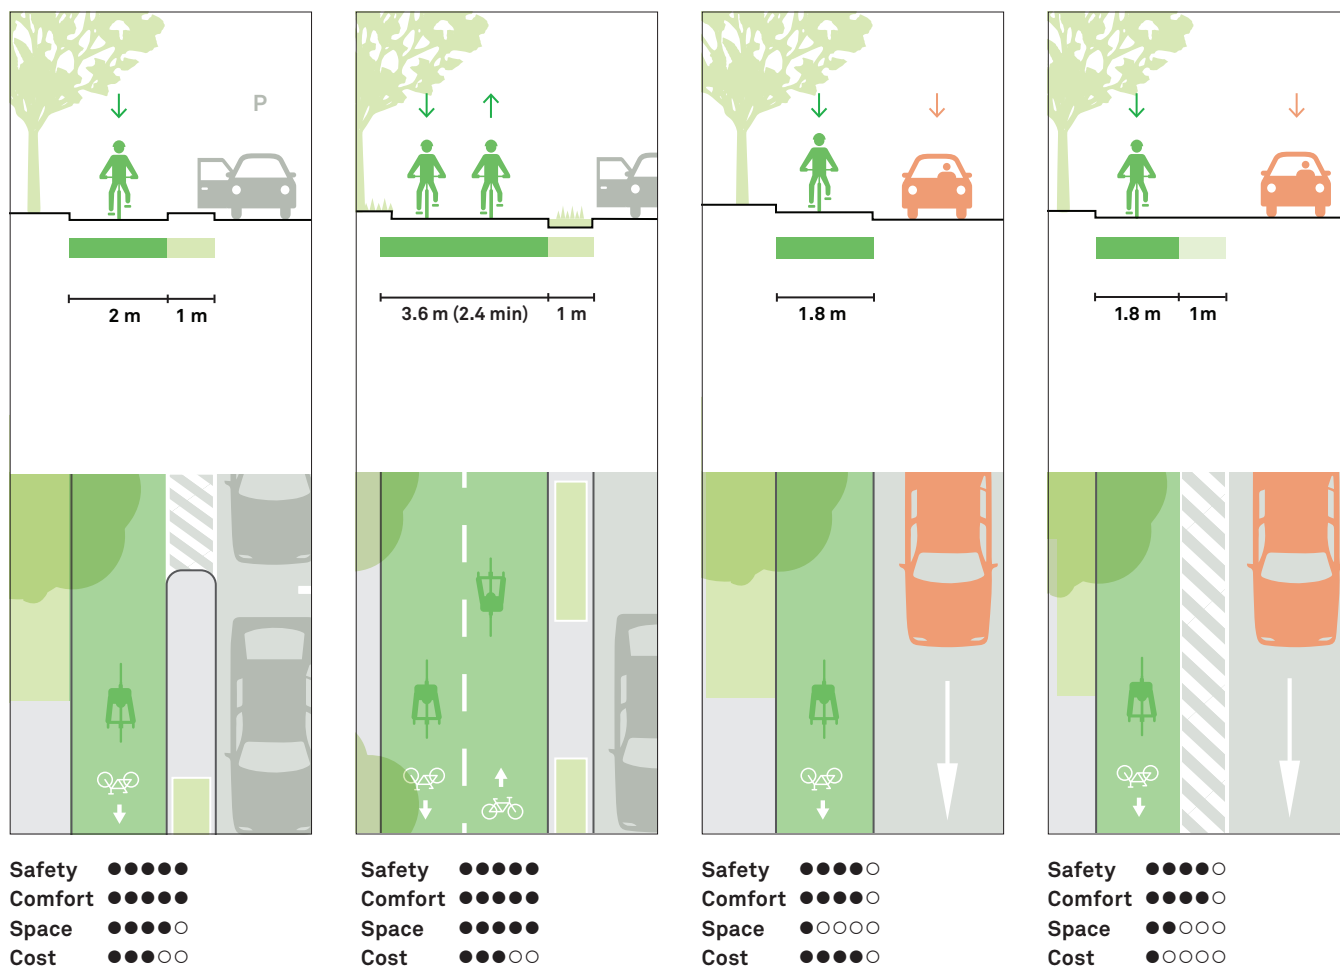 P
2 m 1 m
3.6 m (2.4 min) 1 m
1.8 m
1.8 m 1m
Safety
Comfort
Space
Cost
Safety
Comfort
Space
Cost
Safety
Comfort
Space
Cost
Safety
Comfort
Space
Cost